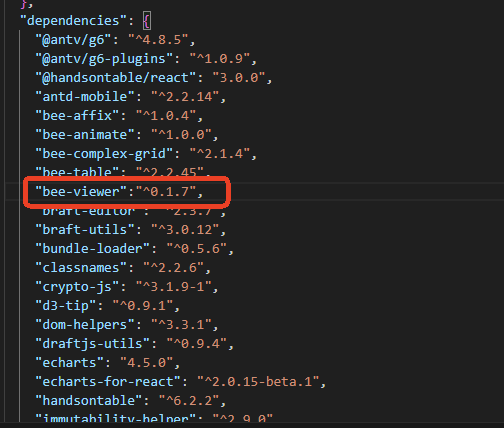 },
"dependencies": {
"@antv/g6": "^4.8.5",
"@antv/g6-plugins": "^1.0.9",
"@handsontable/react": "3.0.0",
"antd-mobile": "^2.2.14",
"bee-affix": "^1.0.4",
"bee-animate": "^1.0.0",
"bee-complex-grid": "^2.1.4",
"bee-table": "^2.2.45",
"bee-viewer":"^0.1.7",
"braft-editor": "^2.3.7",
"braft-utils": "^3.0.12",
"bundle-loader": "^0.5.6",
"classnames": "^2.2.6",
"crypto-js": "^3.1.9-1",
"d3-tip": "^0.9.1",
"dom-helpers": "^3.3.1",
"draftjs-utils": "^0.9.4",
"echarts": "4.5.0",
"echarts-for-react": "^2.0.15-beta.1",
"handsontable": "^6.2.2",
"immutability-helper": "^2.9.0"